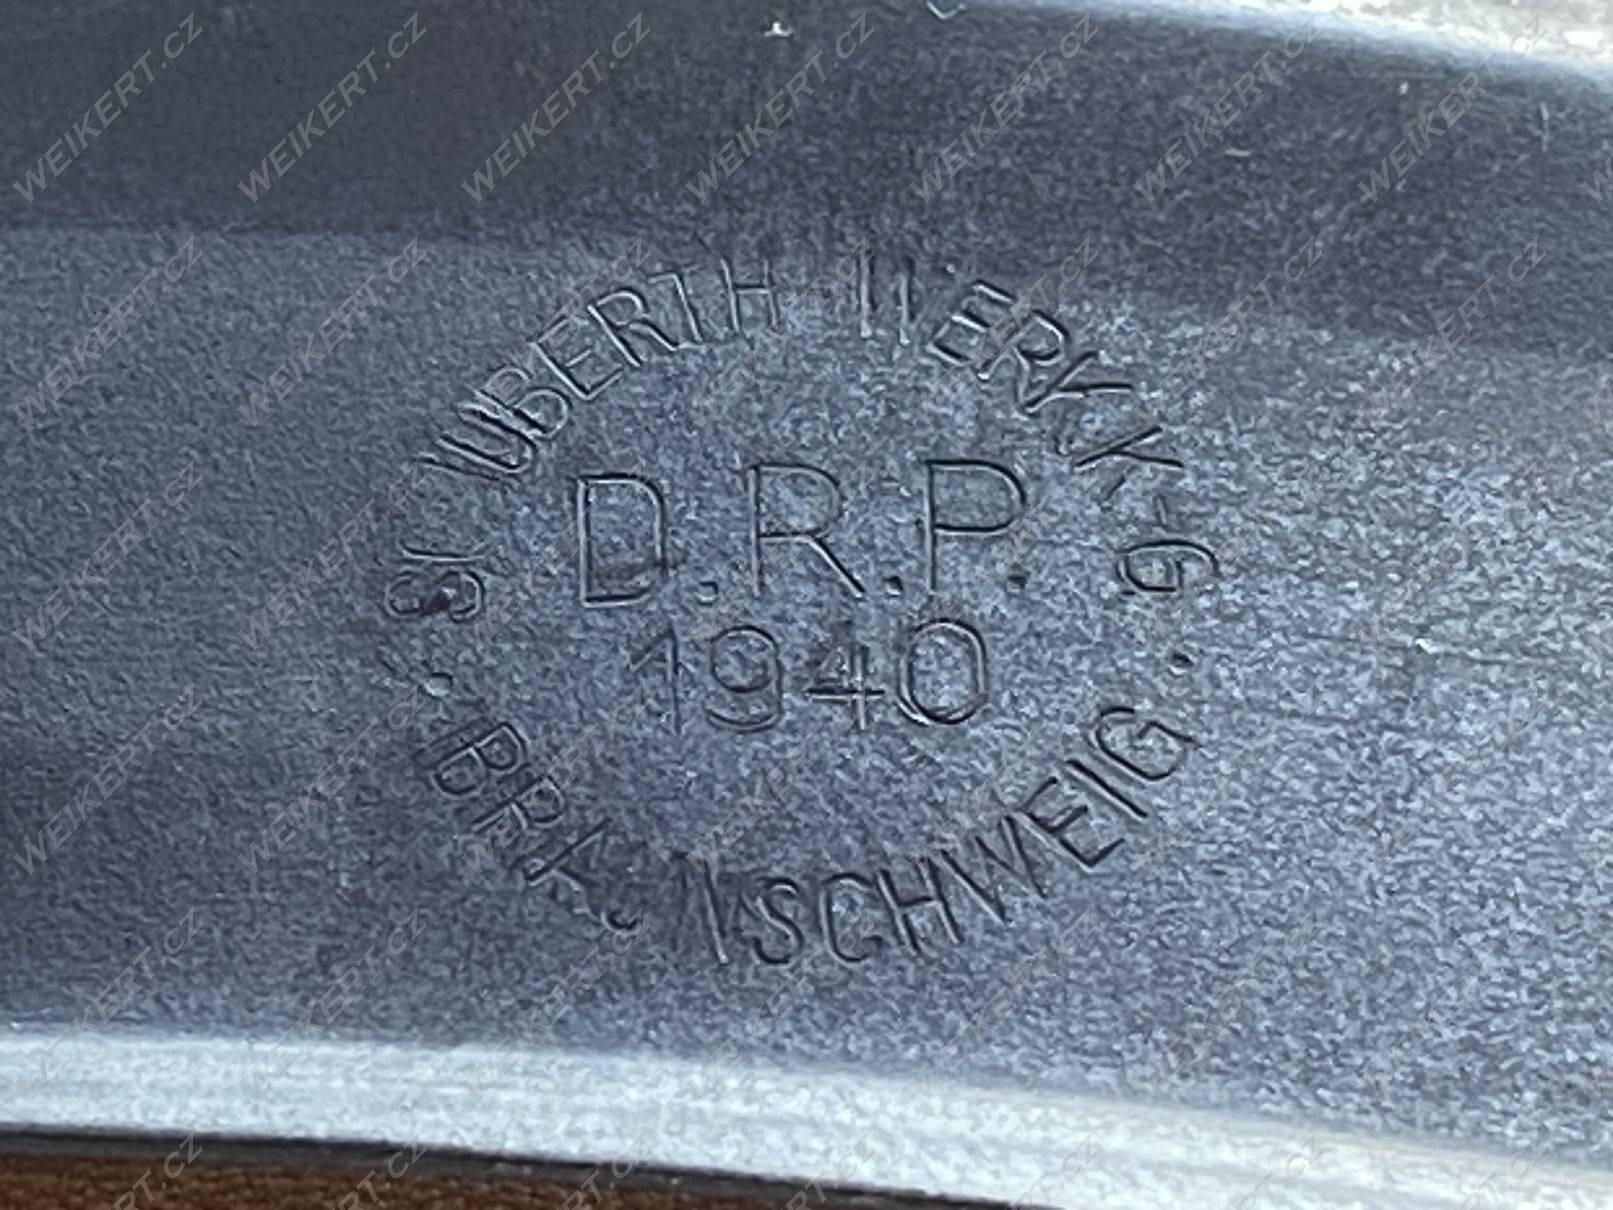 SCHUBERTH-WERK K-G.
D.R.P.
1940
BRAUNSCHWEIG
WEIKERT.CZ